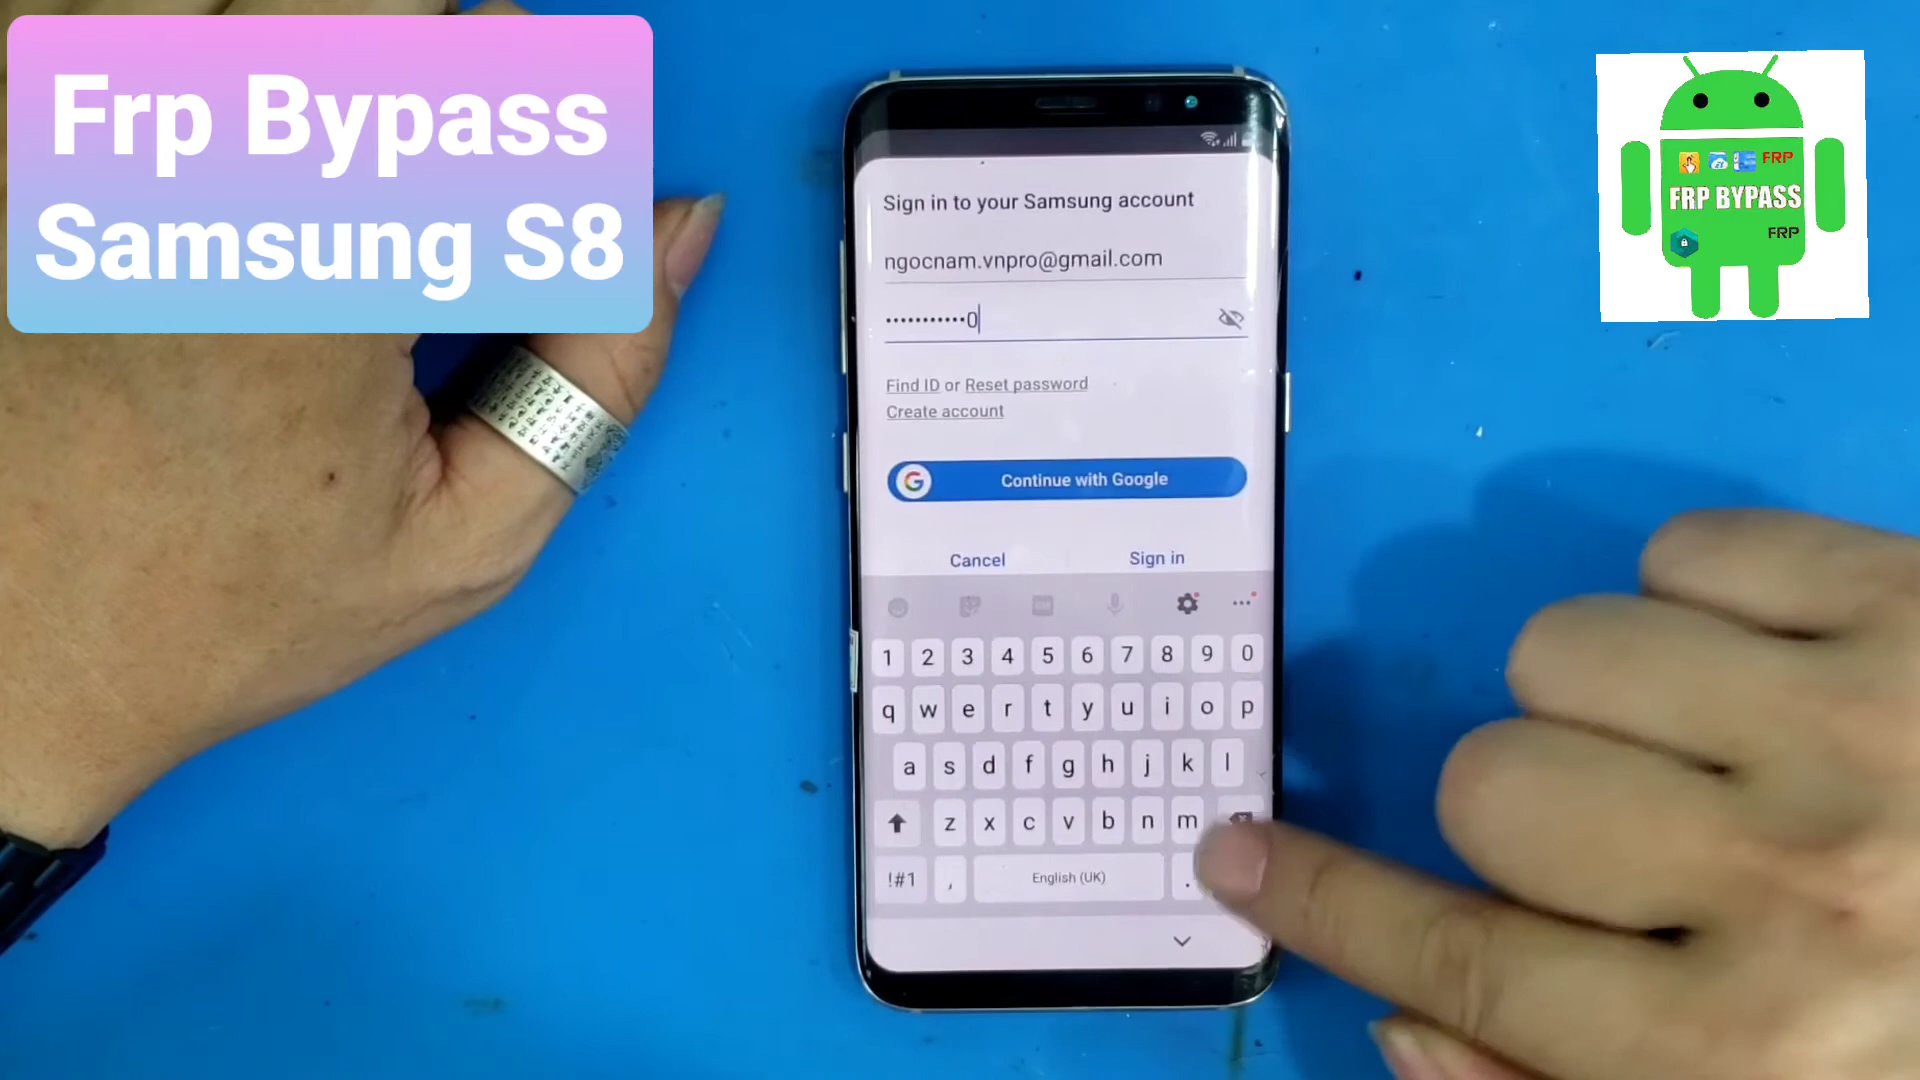 Frp Bypass
Samsung S8
FRP
FRP BYPASS
FRP
Sign in to your Samsung account
ngocnam.vnpro@gmail.com
•••••••••••0
Find ID or Reset password
Create account
G Continue with Google
Cancel Sign in
1 2 3 4 5 6 7 8 9 0
q w e r t y u i o p
a s d f g h j k l
z x c v b n m
!#1 , English (UK) .